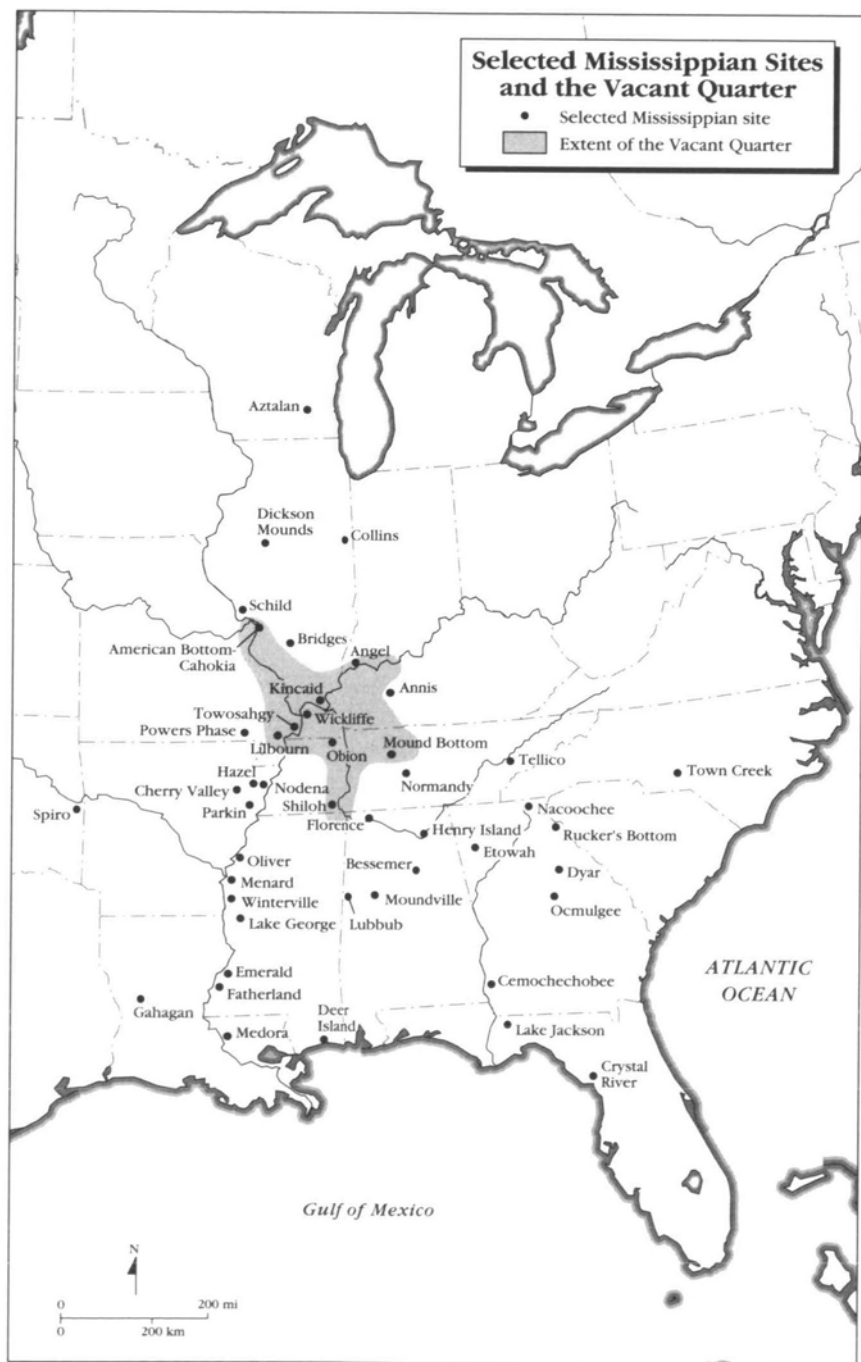 Selected Mississippian Sites
and the Vacant Quarter
Selected Mississippian site
Extent of the Vacant Quarter
Aztalan
Dickson
Mounds
Collins
Schild
American Bottom-
Cahokia
Bridges
Angel
Kincaid
Annis
Towosahgy
Wickliffe
Powers Phase
Lilbourn
Obion
Mound Bottom
Tellico
Hazel
Normandy
Town Creek
Cherry Valley
Nodena
Spiro
Parkin
Shiloh
Nacoochee
Florence
Henry Island
Rucker's Bottom
Etowah
Oliver
Bessemer
Dyar
Menard
Winterville
Moundville
Ocmulgee
Lake George
Lubbub
Emerald
ATLANTIC
OCEAN
Cemochechobee
Fatherland
Gahagan
Deer
Island
Lake Jackson
Medora
Crystal
River
Gulf of Mexico
N
0 200 mi
0 200 km